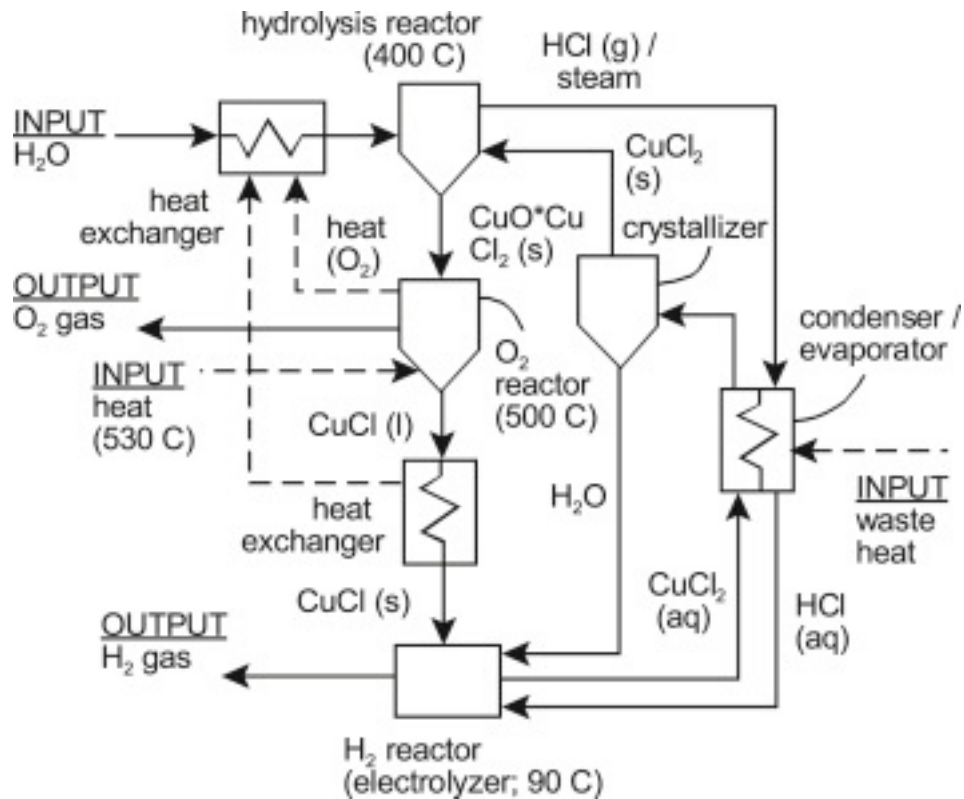 hydrolysis reactor
(400 C)
HCl (g) /
steam
INPUT
H₂O
CuCl₂
(s)
heat
exchanger
heat
(O₂)
CuO*Cu
Cl₂ (s)
crystallizer
OUTPUT
O₂ gas
condenser /
evaporator
INPUT
heat
(530 C)
O₂
reactor
(500 C)
CuCl (l)
H₂O
INPUT
waste
heat
heat
exchanger
CuCl₂
(aq)
HCl
(aq)
CuCl (s)
OUTPUT
H₂ gas
H₂ reactor
(electrolyzer; 90 C)